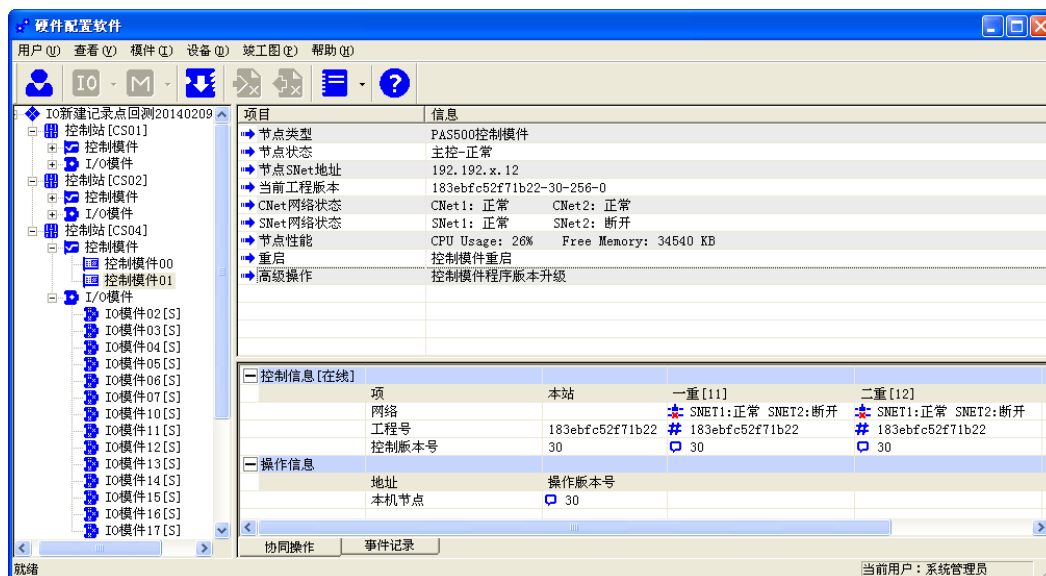 硬件配置软件
用户(U) 查看(V) 模件(I) 设备(D) 竣工图(P) 帮助(H)
IO M
IO新建记录点回测20140209
控制站[CS01]
控制模件
I/O模件
控制站[CS02]
控制模件
I/O模件
控制站[CS04]
控制模件
控制模件00
控制模件01
I/O模件
IO模件02[S]
IO模件03[S]
IO模件04[S]
IO模件05[S]
IO模件06[S]
IO模件07[S]
IO模件10[S]
IO模件11[S]
IO模件12[S]
IO模件13[S]
IO模件14[S]
IO模件15[S]
IO模件16[S]
IO模件17[S]
项目 信息
节点类型 PAS500控制模件
节点状态 主控-正常
节点SNet地址 192.192.x.12
当前工程版本 183ebfc52f71b22-30-256-0
CNet网络状态 CNet1: 正常 CNet2: 正常
SNet网络状态 SNet1: 正常 SNet2: 断开
节点性能 CPU Usage: 26% Free Memory: 34540 KB
重启 控制模件重启
高级操作 控制模件程序版本升级
控制信息[在线]
项 本站 一重[11] 二重[12]
网络 SNET1:正常 SNET2:断开 SNET1:正常 SNET2:断开
工程号 183ebfc52f71b22 183ebfc52f71b22 183ebfc52f71b22
控制版本号 30 30 30
操作信息
地址 操作版本号
本机节点 30
协同操作 事件记录
就绪 当前用户：系统管理员